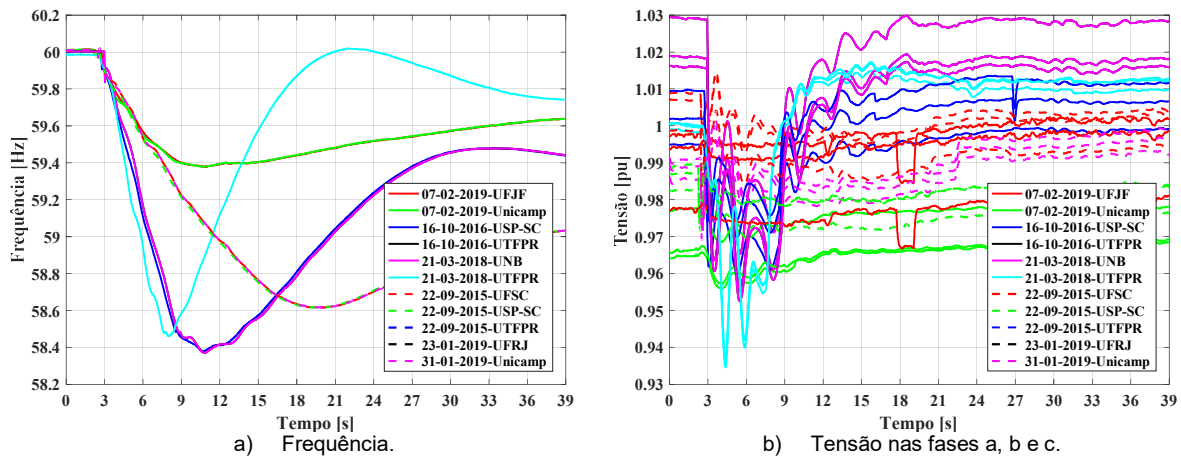 60.2
60
59.8
59.6
59.4
59.2
59
58.8
58.6
58.4
58.2
Frequência [Hz]
0 3 6 9 12 15 18 21 24 27 30 33 36 39
Tempo [s]
07-02-2019-UFJF
07-02-2019-Unicamp
16-10-2016-USP-SC
16-10-2016-UTFPR
21-03-2018-UNB
21-03-2018-UTFPR
22-09-2015-UFSC
22-09-2015-USP-SC
22-09-2015-UTFPR
23-01-2019-UFRJ
31-01-2019-Unicamp
a) Frequência.
1.03
1.02
1.01
1
0.99
0.98
0.97
0.96
0.95
0.94
0.93
Tensão [pu]
0 3 6 9 12 15 18 21 24 27 30 33 36 39
Tempo [s]
07-02-2019-UFJF
07-02-2019-Unicamp
16-10-2016-USP-SC
16-10-2016-UTFPR
21-03-2018-UNB
21-03-2018-UTFPR
22-09-2015-UFSC
22-09-2015-USP-SC
22-09-2015-UTFPR
23-01-2019-UFRJ
31-01-2019-Unicamp
b) Tensão nas fases a, b e c.